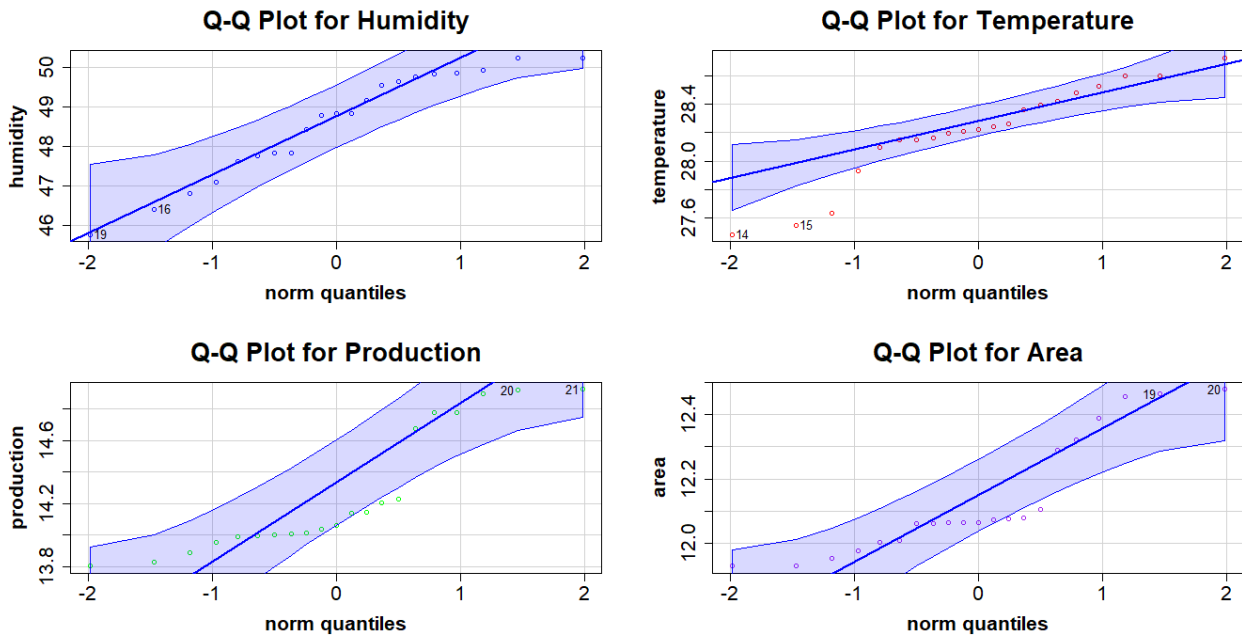 Q-Q Plot for Humidity
humidity
50
49
48
47
46
16
19
-2 -1 0 1 2
norm quantiles
Q-Q Plot for Temperature
temperature
28.4
28.0
27.6
14
15
-2 -1 0 1 2
norm quantiles
Q-Q Plot for Production
production
14.6
14.2
13.8
20
21
-2 -1 0 1 2
norm quantiles
Q-Q Plot for Area
area
12.4
12.2
12.0
19
20
-2 -1 0 1 2
norm quantiles